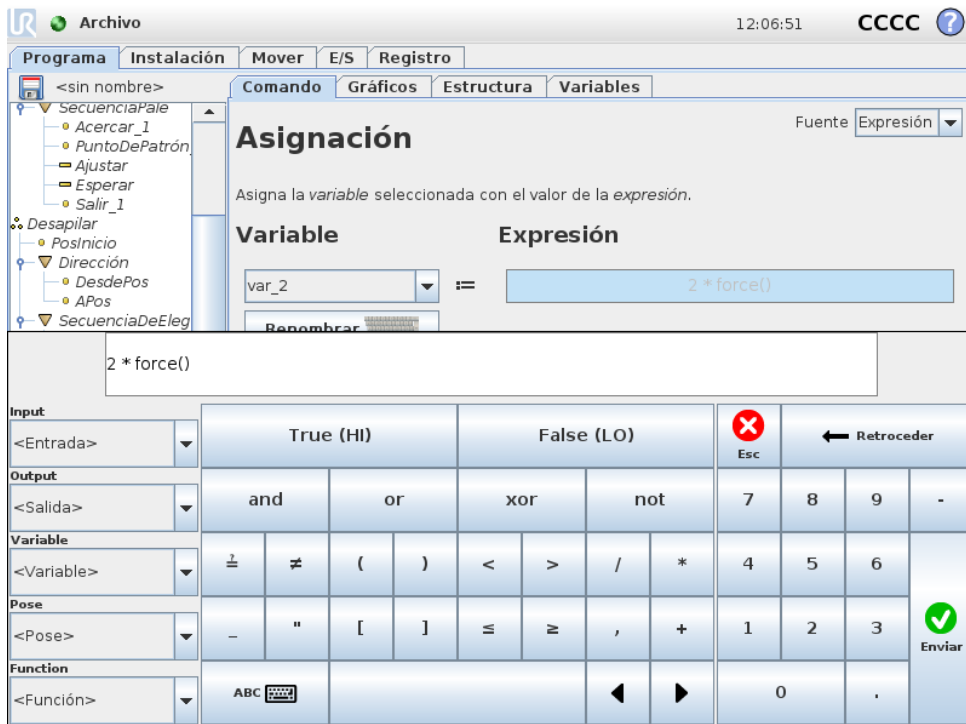 UR Archivo 12:06:51 CCCC ?
Programa Instalación Mover E/S Registro
<sin nombre> Comando Gráficos Estructura Variables
SecuenciaPale
Acercar_1
PuntoDePatrón
Ajustar
Esperar
Salir_1
Desapilar
PosInicio
Dirección
DesdePos
APos
SecuenciaDeEleg
Fuente Expresión
Asignación
Asigna la variable seleccionada con el valor de la expresión.
Variable Expresión
var_2 := 2 * force()
Renombrar
2 * force()
Input
<Entrada>
Output
<Salida>
Variable
<Variable>
Pose
<Pose>
Function
<Función>
True (HI) False (LO) Esc Retroceder
and or xor not 7 8 9 -
≟ ≠ ( ) < > / * 4 5 6
_ " [ ] ≤ ≥ , + 1 2 3 Enviar
ABC 0 .